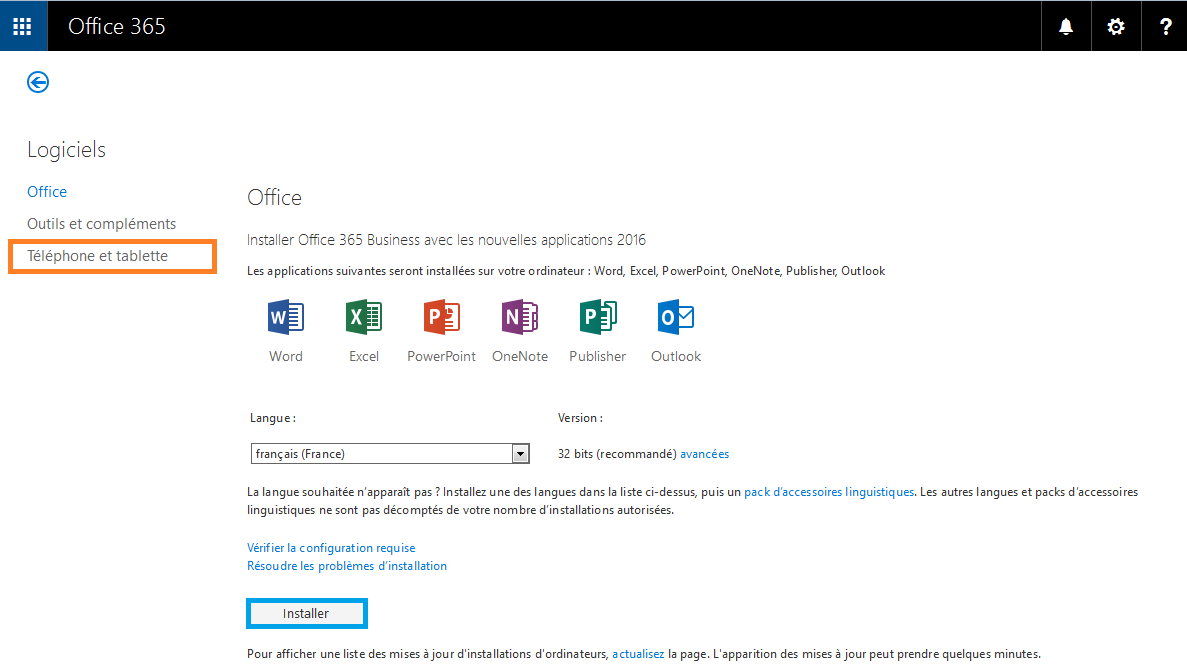 Office 365
?
Logiciels
Office
Outils et compléments
Téléphone et tablette
Office
Installer Office 365 Business avec les nouvelles applications 2016
Les applications suivantes seront installées sur votre ordinateur : Word, Excel, PowerPoint, OneNote, Publisher, Outlook
W X P N P O
Word Excel PowerPoint OneNote Publisher Outlook
Langue : Version :
français (France) 32 bits (recommandé) avancées
La langue souhaitée n'apparaît pas ? Installez une des langues dans la liste ci-dessus, puis un pack d'accessoires linguistiques. Les autres langues et packs d'accessoires
linguistiques ne sont pas décomptés de votre nombre d'installations autorisées.
Vérifier la configuration requise
Résoudre les problèmes d'installation
Installer
Pour afficher une liste des mises à jour d'installations d'ordinateurs, actualisez la page. L'apparition des mises à jour peut prendre quelques minutes.